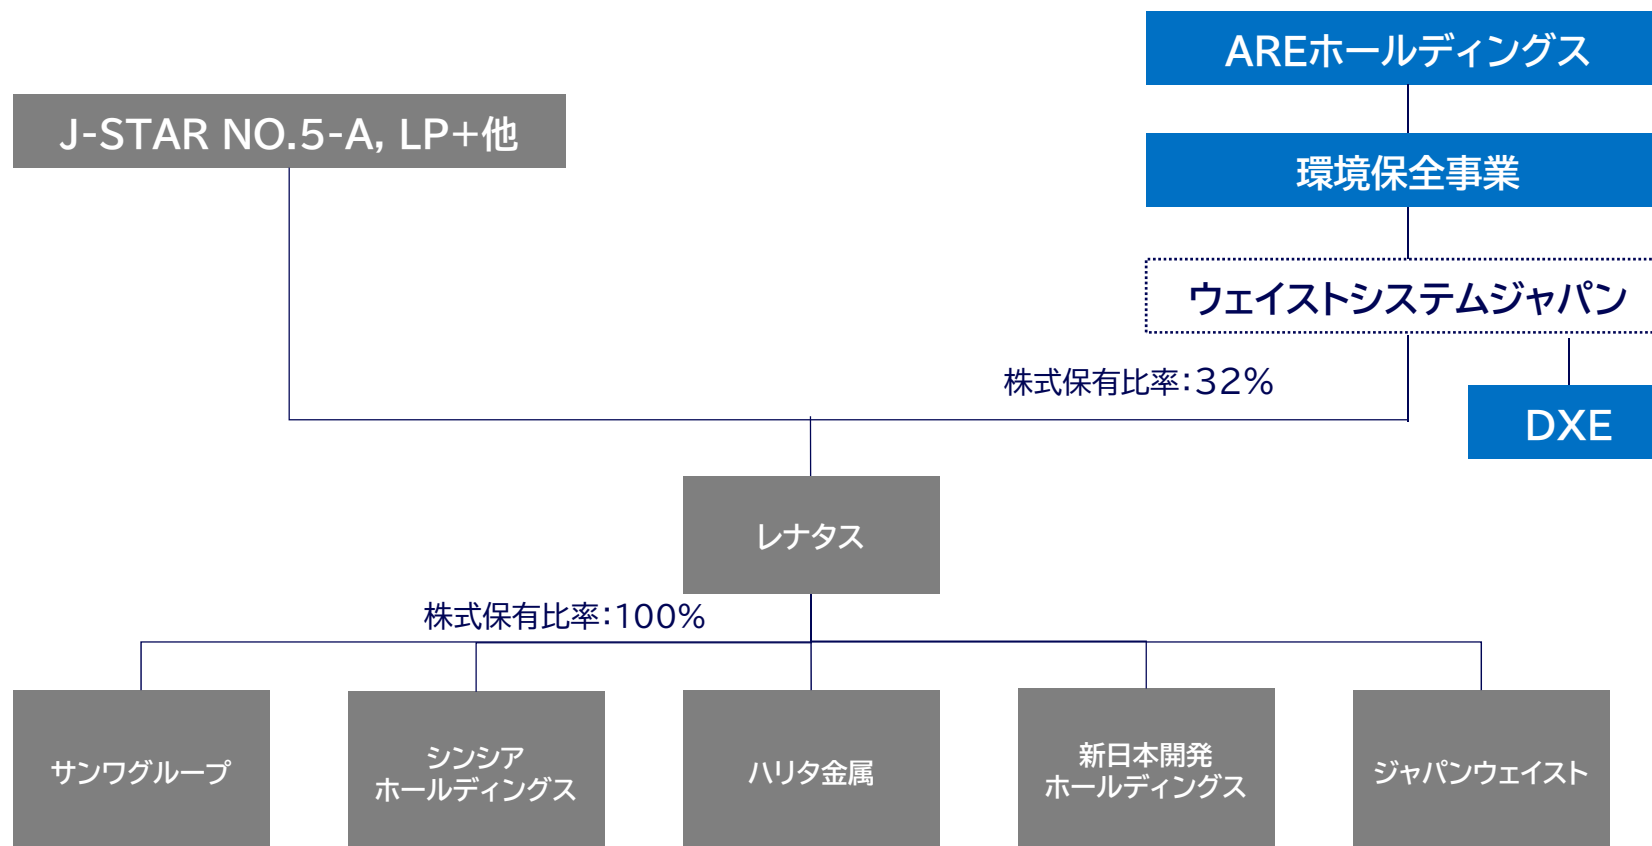 AREホールディングス
J-STAR NO.5-A, LP+他
環境保全事業
ウェイストシステムジャパン
株式保有比率：32%
DXE
レナタス
株式保有比率：100%
サンワグループ
シンシア
ホールディングス
ハリタ金属
新日本開発
ホールディングス
ジャパンウェイスト